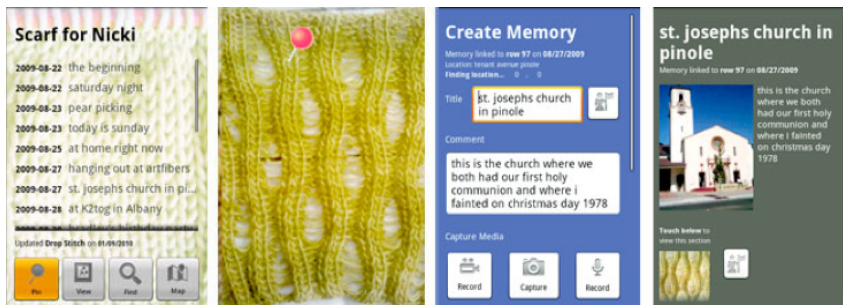 Scarf for Nicki
2009-08-22 the beginning
2009-08-22 saturday night
2009-08-23 pear picking
2009-08-23 today is sunday
2009-08-25 at home right now
2009-08-27 hanging out at artfibers
2009-08-27 st. josephs church in pi...
2009-08-28 at K2tog in Albany
Updated Drop Stitch on 01/09/2010
Pin
View
Find
Map
Create Memory
Memory linked to row 97 on 08/27/2009
Location: tenant avenue pinole
Finding location... 0 , 0
Title
st. josephs church
in pinole
Comment
this is the church where we
both had our first holy
communion and where i
fainted on christmas day 1978
Capture Media
Record
Capture
Record
st. josephs church in
pinole
Memory linked to row 97 on 08/27/2009
this is the church
where we both
had our first holy
communion and
where i fainted
on christmas day
1978
Touch below to
view this section